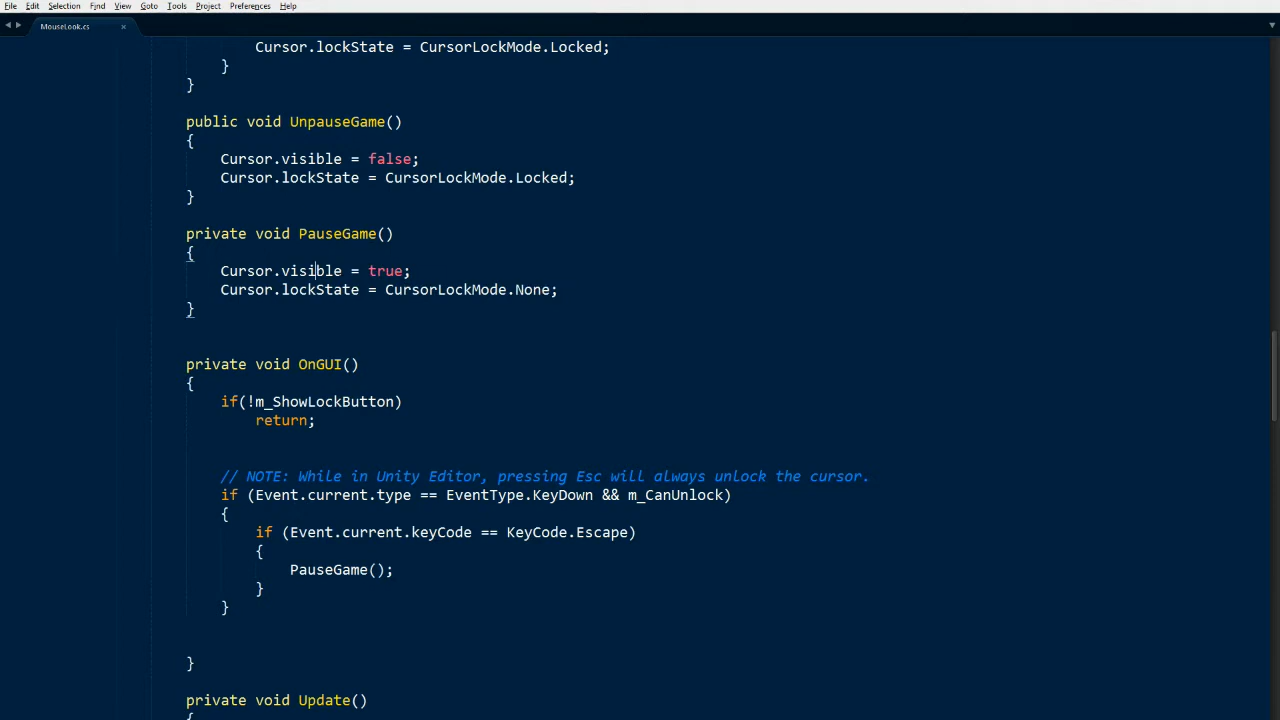 File Edit Selection Find View Goto Tools Project Preferences Help
MouseLook.cs ×
Cursor.lockState = CursorLockMode.Locked;
}
}
public void UnpauseGame()
{
Cursor.visible = false;
Cursor.lockState = CursorLockMode.Locked;
}
private void PauseGame()
{
Cursor.visible = true;
Cursor.lockState = CursorLockMode.None;
}
private void OnGUI()
{
if(!m_ShowLockButton)
return;
// NOTE: While in Unity Editor, pressing Esc will always unlock the cursor.
if (Event.current.type == EventType.KeyDown && m_CanUnlock)
{
if (Event.current.keyCode == KeyCode.Escape)
{
PauseGame();
}
}
}
private void Update()
{